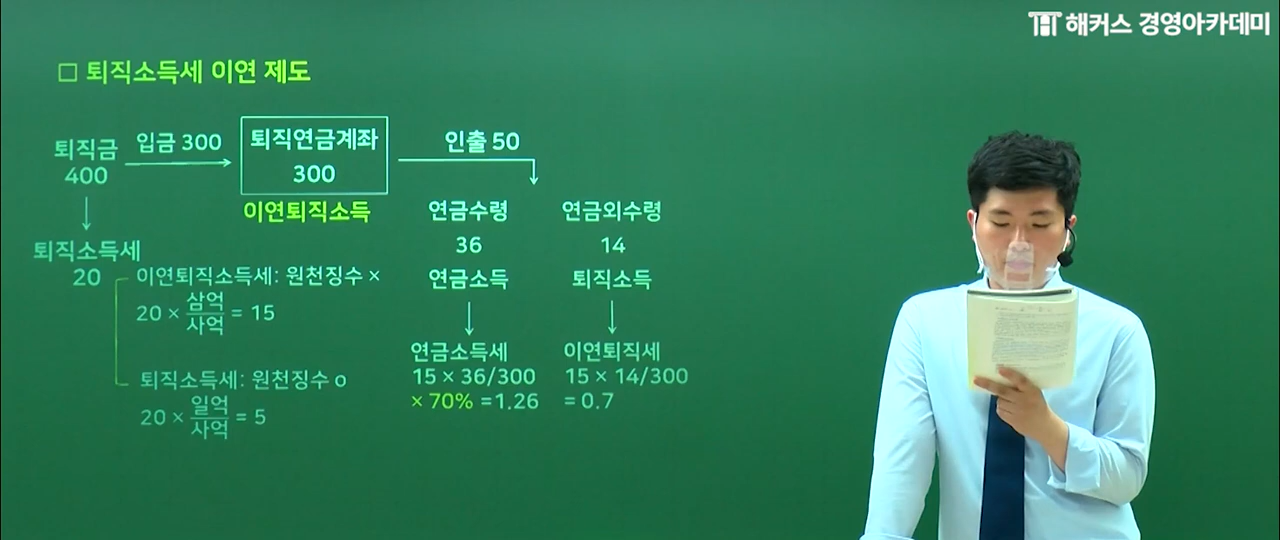 해커스 경영아카데미
□ 퇴직소득세 이연 제도
퇴직금
400
입금 300
퇴직연금계좌
300
이연퇴직소득
인출 50
연금수령
36
연금소득
연금외수령
14
퇴직소득
퇴직소득세
20
이연퇴직소득세: 원천징수 ×
20 × 삼억/사억 = 15
퇴직소득세: 원천징수 o
20 × 일억/사억 = 5
연금소득세
15 × 36/300
× 70% =1.26
이연퇴직세
15 × 14/300
= 0.7